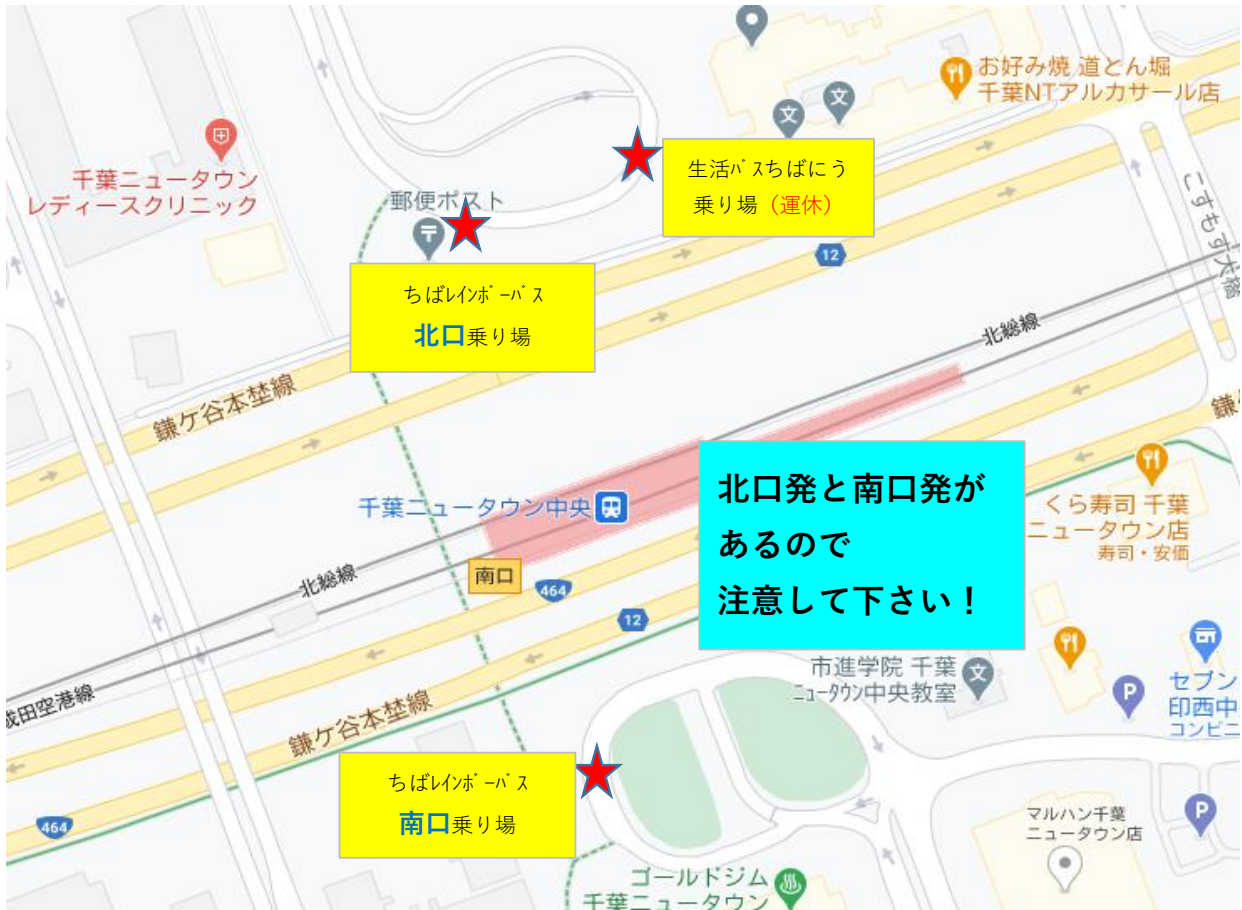 お好み焼 道とん堀
千葉NTアルカサール店
千葉ニュータウン
レディースクリニック
郵便ポスト
生活バスちばにう
乗り場（運休）
こすもす大橋
12
ちばレインボーバス
北口乗り場
北総線
鎌ケ谷本埜線
鎌ケ
北口発と南口発が
あるので
注意して下さい！
千葉ニュータウン中央
くら寿司 千葉
ニュータウン店
寿司・安価
南口
北総線
464
12
市進学院 千葉
ニュータウン中央教室
セブン
印西中
コンビニ
P
成田空港線
鎌ケ谷本埜線
ちばレインボーバス
南口乗り場
464
マルハン千葉
ニュータウン店
P
ゴールドジム
千葉ニュータウン